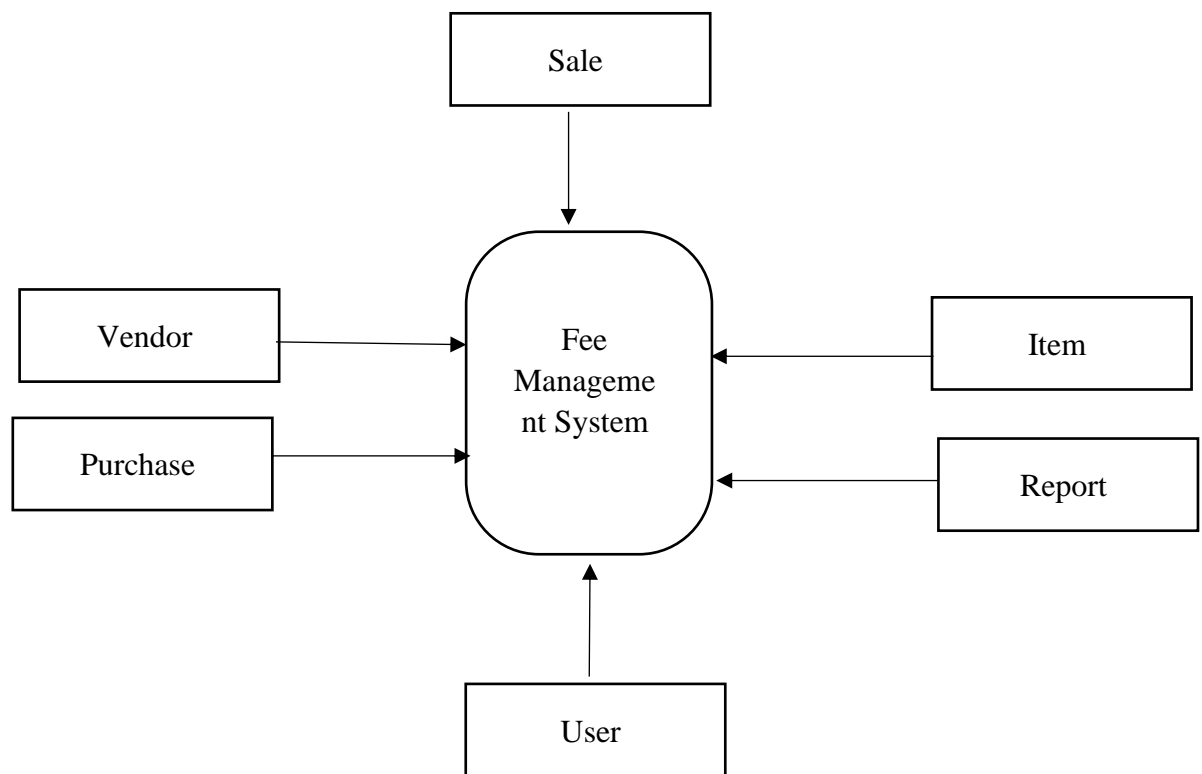 Sale
Vendor
Purchase
Fee
Manageme
nt System
Item
Report
User